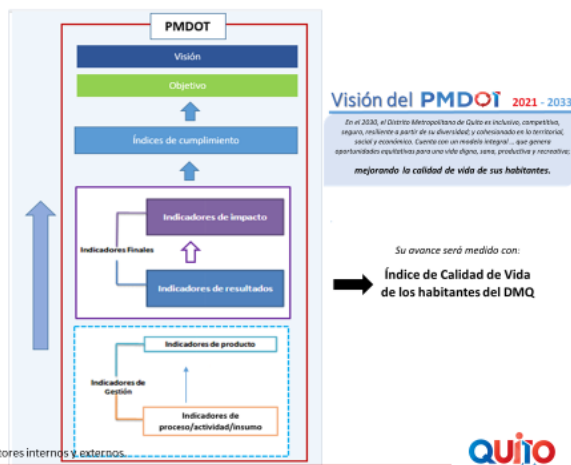 PMDOT
Visión
Objetivo
Índices de cumplimiento
Indicadores de impacto
Indicadores Finales
Indicadores de resultados
Indicadores de producto
Indicadores de
Gestión
Indicadores de
proceso/actividad/insumo
tores internos y externos.
Visión del PMDOT 2021 - 2033
En el 2030, el Distrito Metropolitano de Quito es inclusivo, competitivo,
seguro, resiliente a partir de su diversidad; y cohesionado en lo territorial,
social y económico. Cuenta con un modelo integral... que genera
oportunidades equitativas para una vida digna, sana, productiva y recreativa;
mejorando la calidad de vida de sus habitantes.
Su avance será medido con:
Índice de Calidad de Vida
de los habitantes del DMQ
QUITO